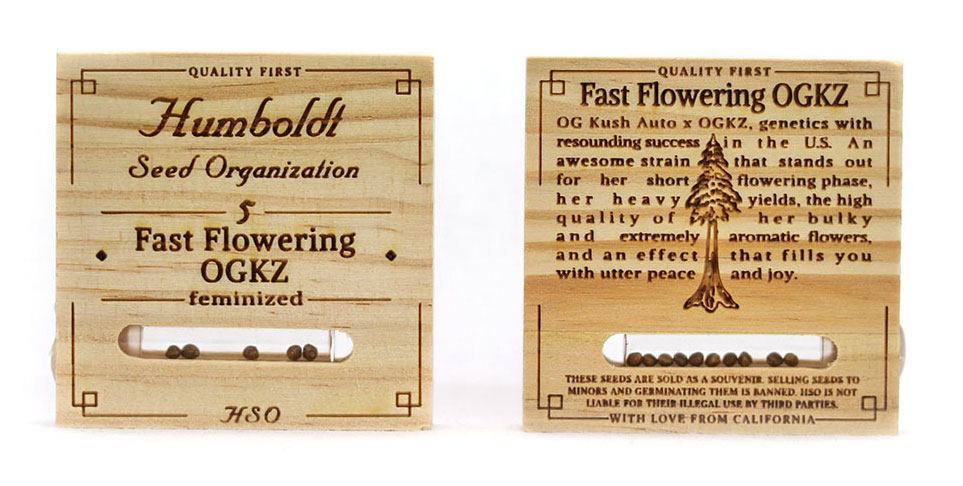 QUALITY FIRST
Humboldt
Seed Organization
5
Fast Flowering
OGKZ
feminized
HSO
QUALITY FIRST
Fast Flowering OGKZ
OG Kush Auto x OGKZ, genetics with
resounding success in the U.S. An
awesome strain that stands out
for her short flowering phase,
her heavy yields, the high
quality of her bulky
and extremely aromatic flowers,
and an effect that fills you
with utter peace and joy.
THESE SEEDS ARE SOLD AS A SOUVENIR. SELLING SEEDS TO
MINORS AND GERMINATING THEM IS BANNED. HSO IS NOT
LIABLE FOR THEIR ILLEGAL USE BY THIRD PARTIES.
WITH LOVE FROM CALIFORNIA